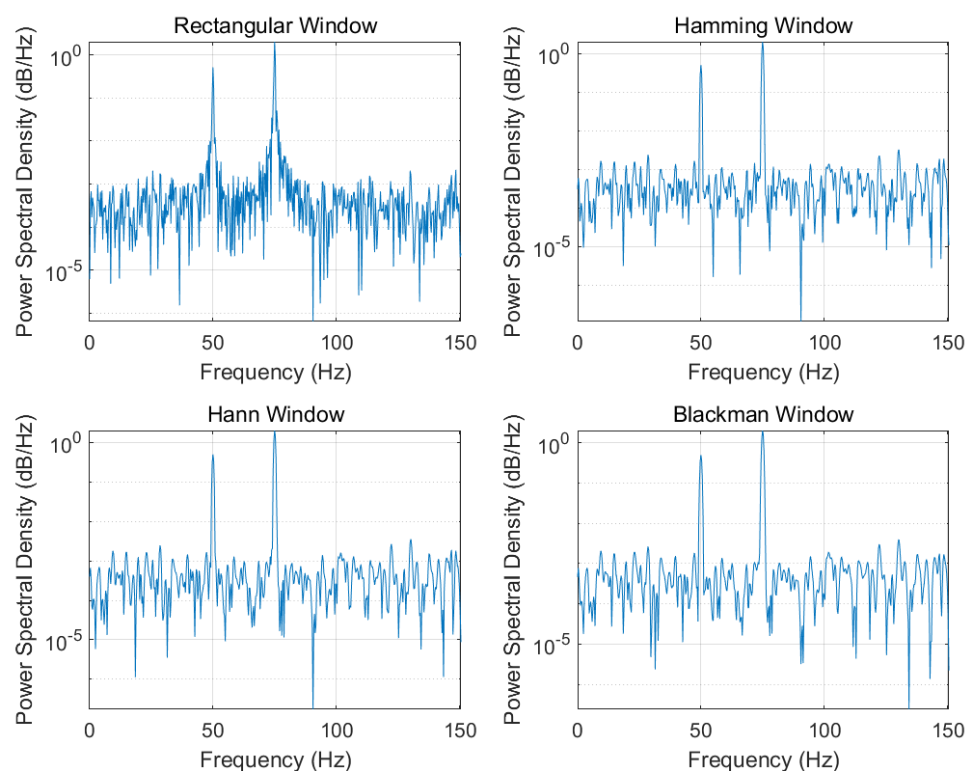 Rectangular Window
Power Spectral Density (dB/Hz)
10^0
10^-5
0 50 100 150
Frequency (Hz)
Hamming Window
Power Spectral Density (dB/Hz)
10^0
10^-5
0 50 100 150
Frequency (Hz)
Hann Window
Power Spectral Density (dB/Hz)
10^0
10^-5
0 50 100 150
Frequency (Hz)
Blackman Window
Power Spectral Density (dB/Hz)
10^0
10^-5
0 50 100 150
Frequency (Hz)